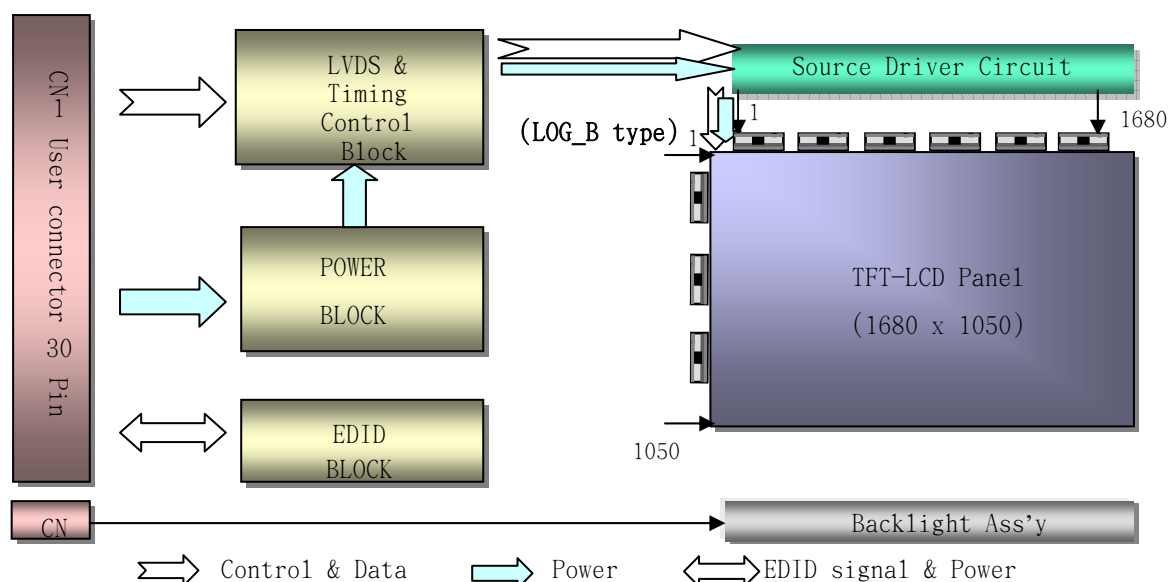 CN-1 User connector 30 Pin
LVDS &
Timing
Control
Block
POWER
BLOCK
EDID
BLOCK
Source Driver Circuit
(LOG_B type)
1
1
1680
TFT-LCD Panel
(1680 x 1050)
1050
CN
Backlight Ass'y
Control & Data
Power
EDID signal & Power